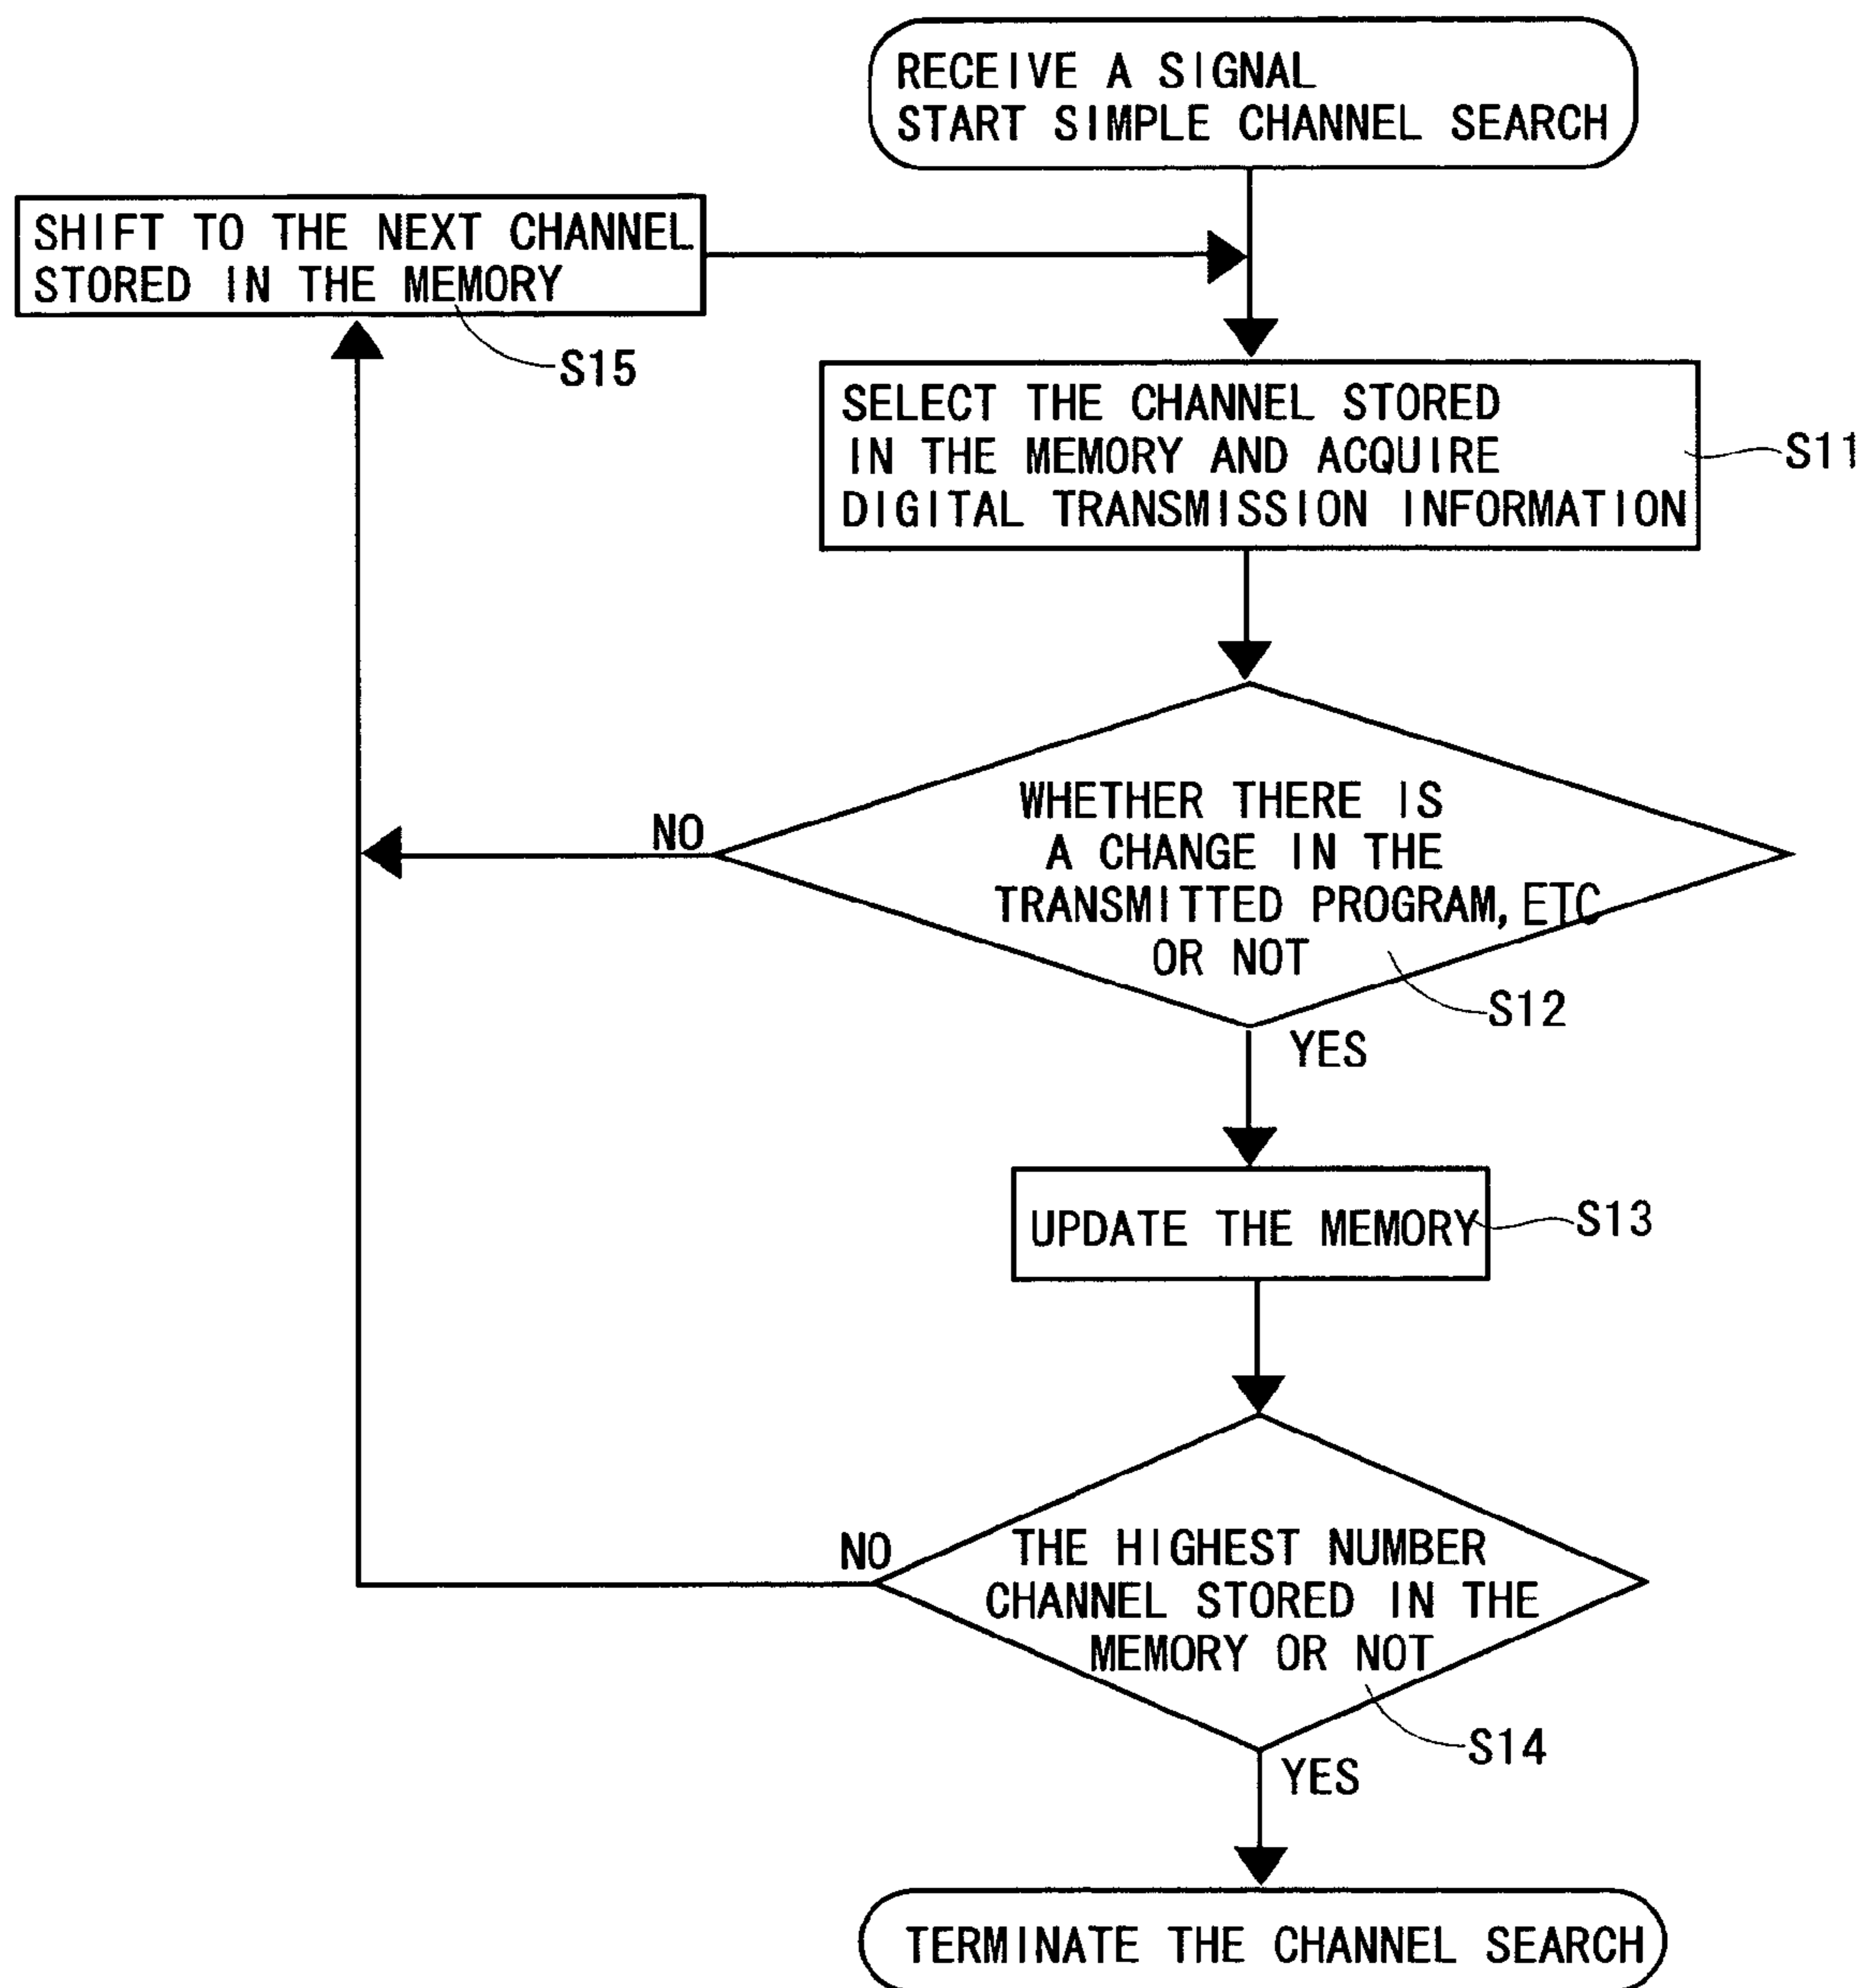 RECEIVE A SIGNAL
START SIMPLE CHANNEL SEARCH
SHIFT TO THE NEXT CHANNEL
STORED IN THE MEMORY
S15
SELECT THE CHANNEL STORED
IN THE MEMORY AND ACQUIRE
DIGITAL TRANSMISSION INFORMATION
S11
WHETHER THERE IS
A CHANGE IN THE
TRANSMITTED PROGRAM, ETC
OR NOT
NO
S12
YES
UPDATE THE MEMORY
S13
THE HIGHEST NUMBER
CHANNEL STORED IN THE
MEMORY OR NOT
NO
S14
YES
TERMINATE THE CHANNEL SEARCH